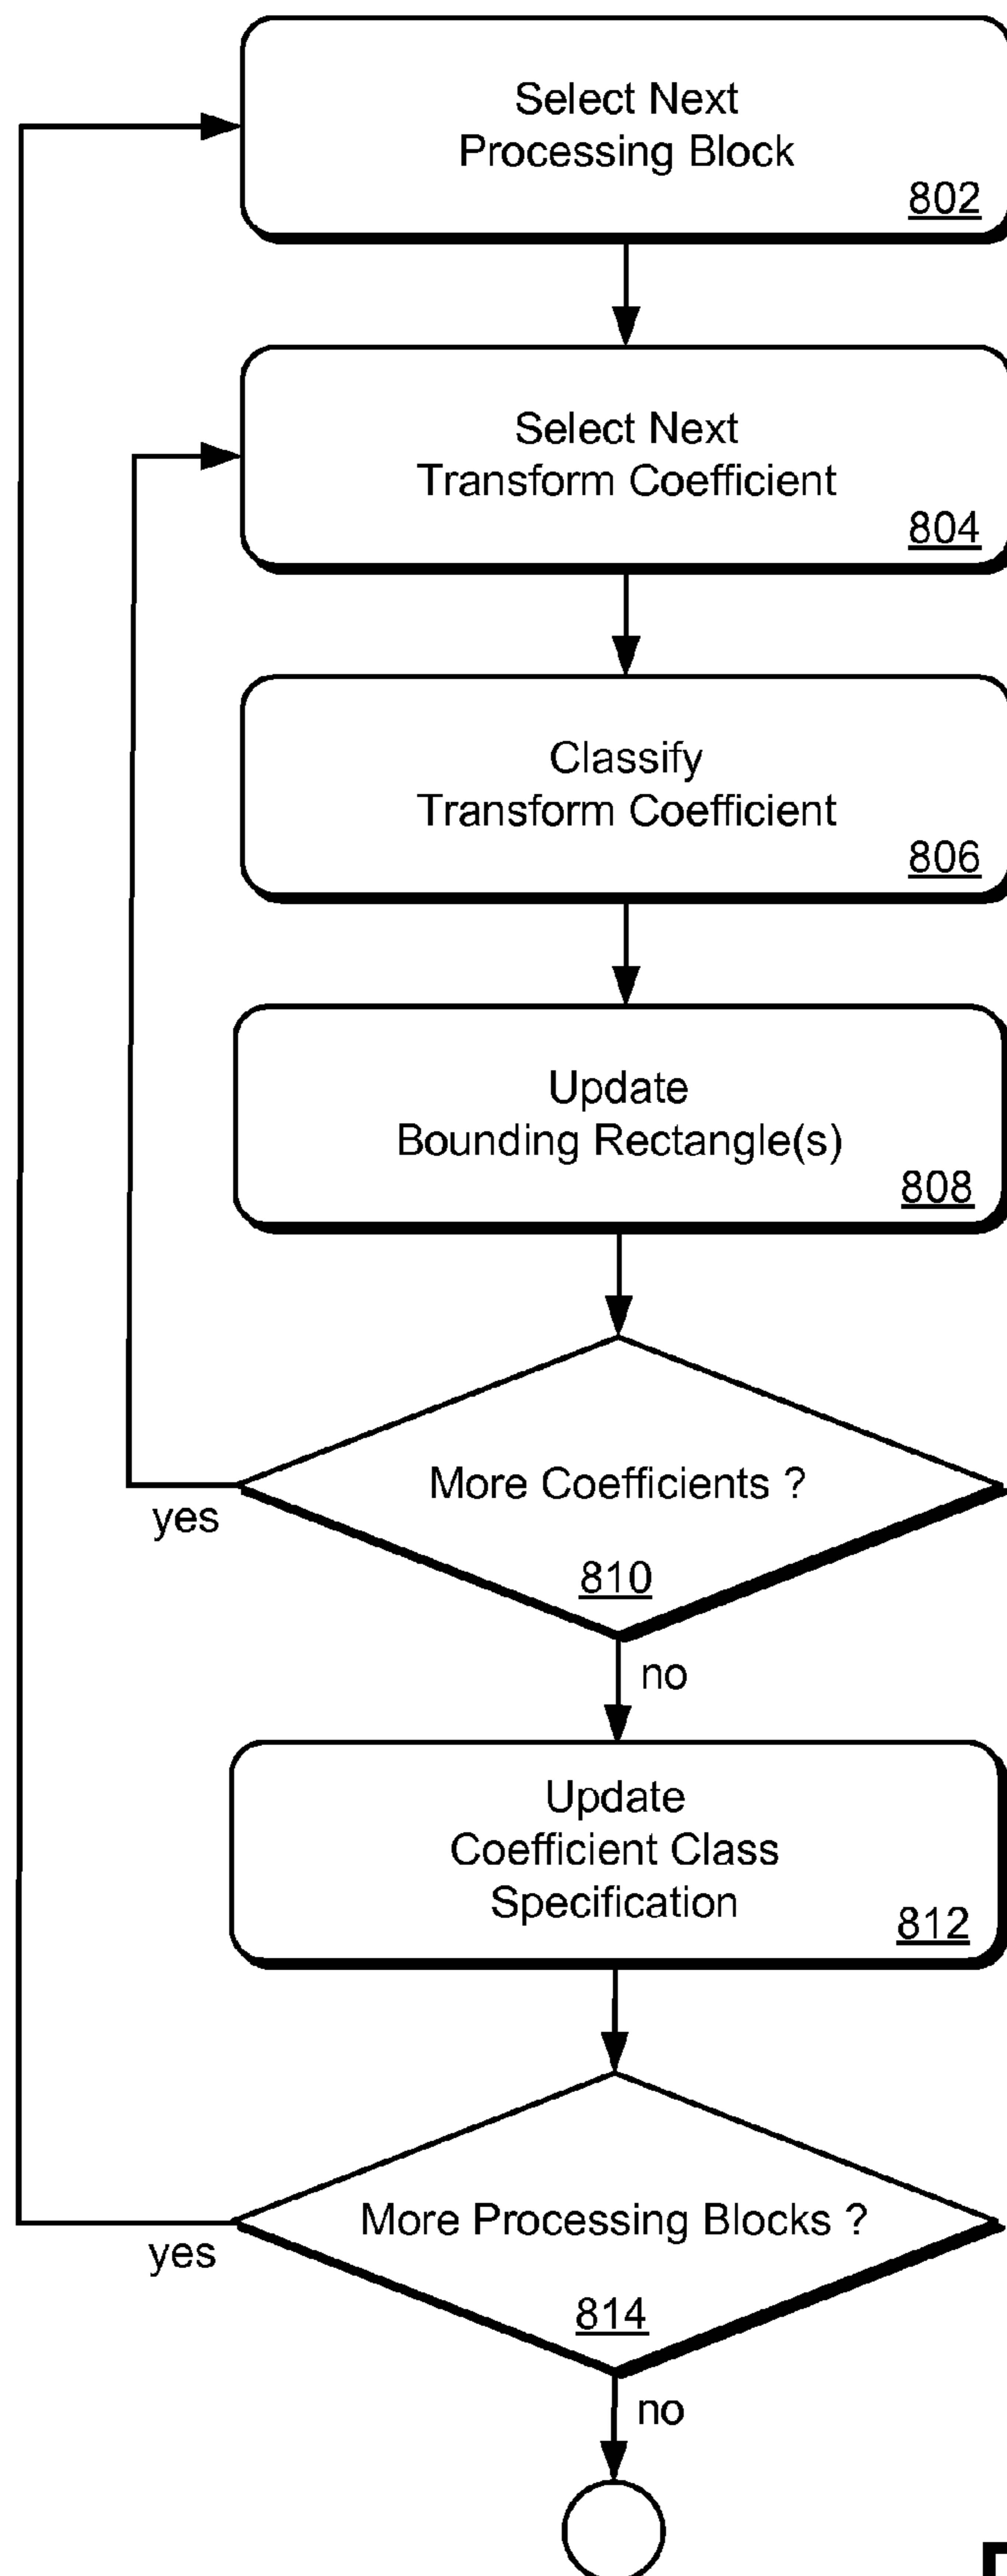 Select Next
Processing Block
802
Select Next
Transform Coefficient
804
Classify
Transform Coefficient
806
Update
Bounding Rectangle(s)
808
More Coefficients ?
yes
810
no
Update
Coefficient Class
Specification
812
More Processing Blocks ?
yes
814
no